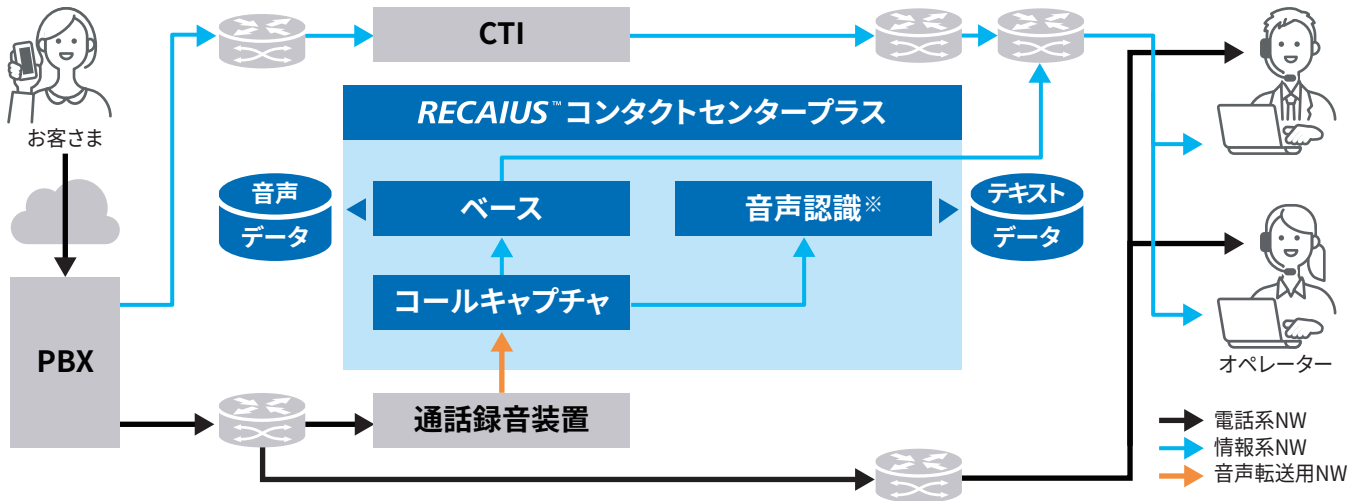 CTI
RECAIUS™ コンタクトセンタープラス
お客さま
音声
データ
ベース
音声認識※
テキスト
データ
コールキャプチャ
PBX
通話録音装置
オペレーター
電話系NW
情報系NW
音声転送用NW